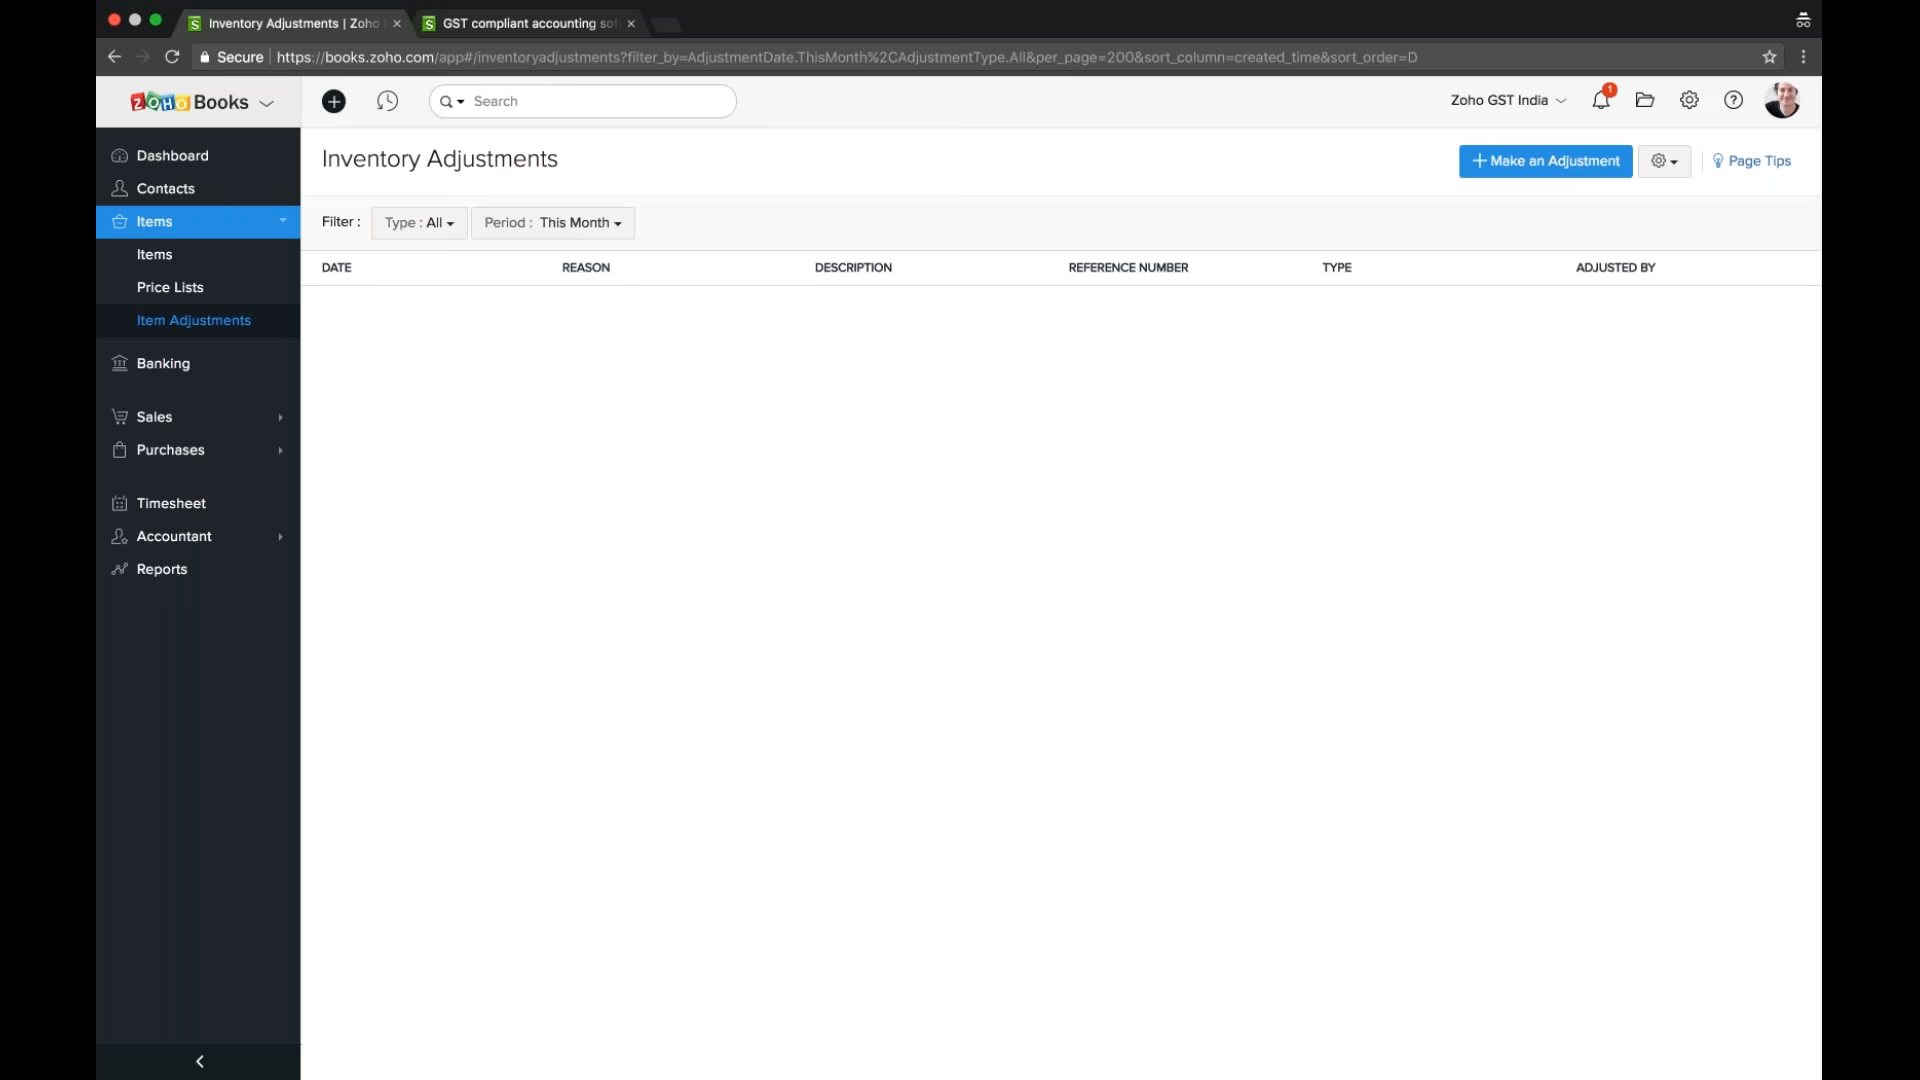 Inventory Adjustments | Zoho
GST compliant accounting sof
Secure https://books.zoho.com/app#/inventoryadjustments?filter_by=AdjustmentDate.ThisMonth%2CAdjustmentType.All&per_page=200&sort_column=created_time&sort_order=D
ZOHO Books
Search
Zoho GST India
1
Dashboard
Contacts
Items
Items
Price Lists
Item Adjustments
Banking
Sales
Purchases
Timesheet
Accountant
Reports
Inventory Adjustments
Make an Adjustment
Page Tips
Filter : Type : All Period : This Month
DATE REASON DESCRIPTION REFERENCE NUMBER TYPE ADJUSTED BY